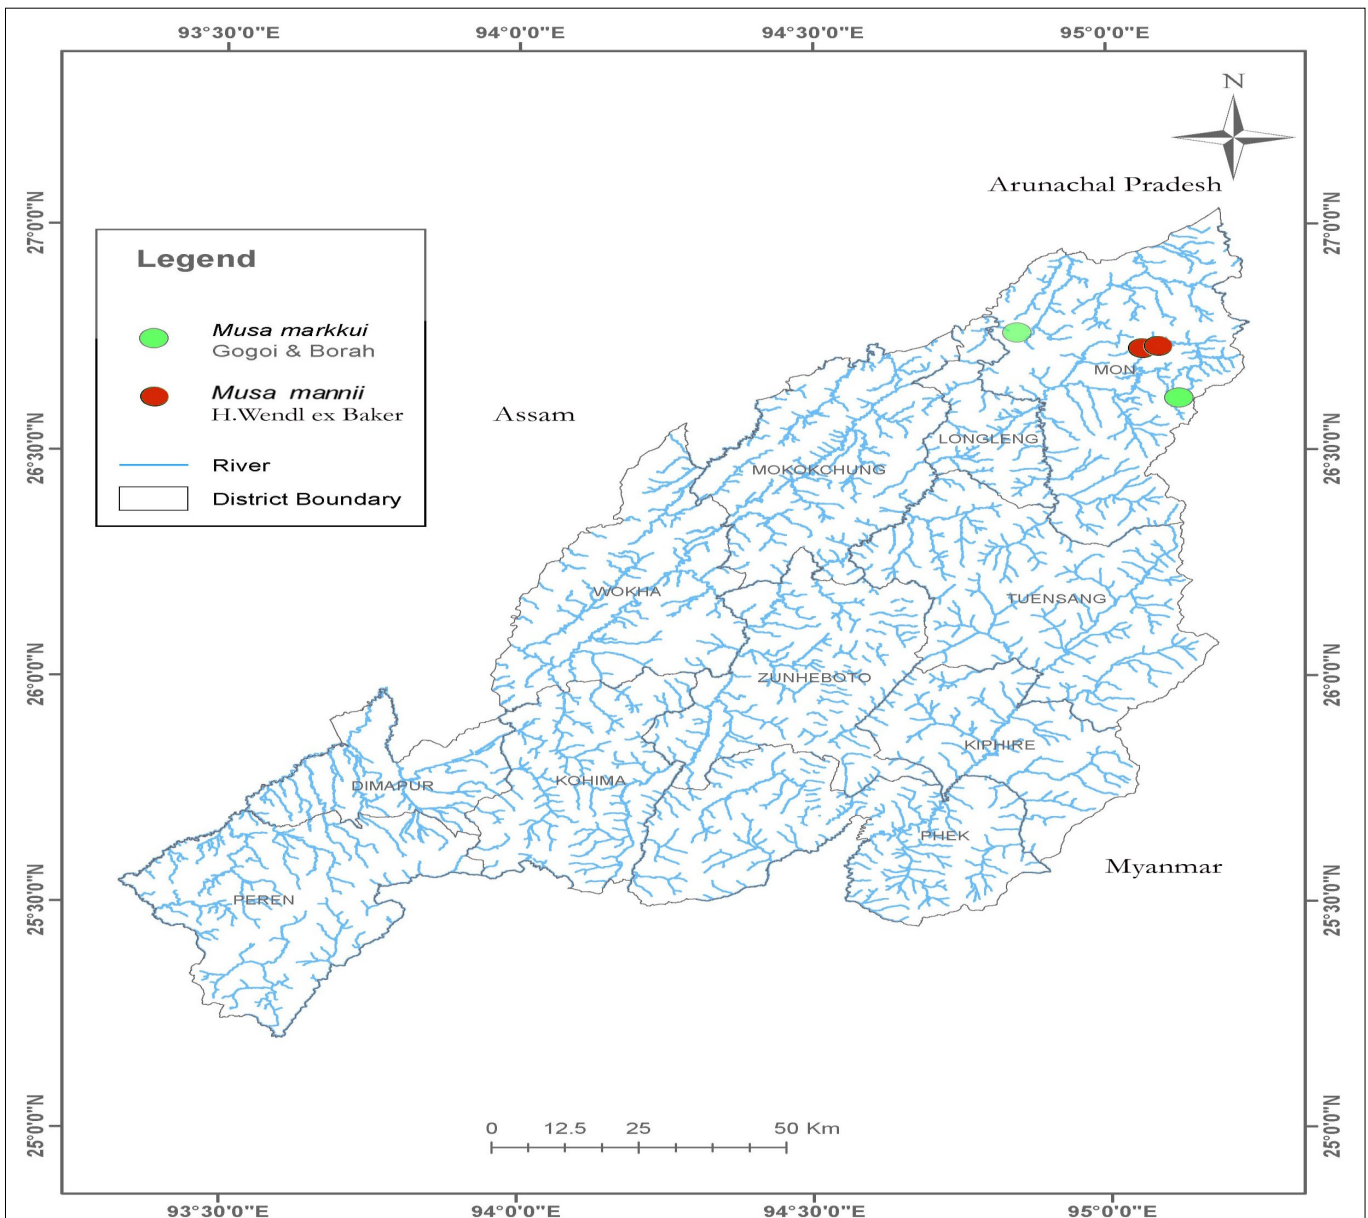 93°30'0"E 94°0'0"E 94°30'0"E 95°0'0"E
N
Arunachal Pradesh
27°0'0"N
27°0'0"N
Legend
Musa markkui
Gogoi & Borah
Musa mannii
H.Wendl ex Baker
River
District Boundary
Assam
MON
LONGLENG
MOKOKCHUNG
26°30'0"N
26°30'0"N
WOKHA
TUENSANG
ZUNHEBOTO
26°0'0"N
26°0'0"N
KIPHIRE
DIMAPUR
KOHIMA
PHEK
Myanmar
PEREN
25°30'0"N
25°30'0"N
0 12.5 25 50 Km
25°0'0"N
25°0'0"N
93°30'0"E 94°0'0"E 94°30'0"E 95°0'0"E